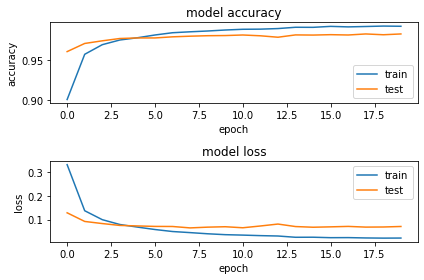 model accuracy
accuracy
0.95
0.90
train
test
0.0 2.5 5.0 7.5 10.0 12.5 15.0 17.5
epoch
model loss
loss
0.3
0.2
0.1
train
test
0.0 2.5 5.0 7.5 10.0 12.5 15.0 17.5
epoch